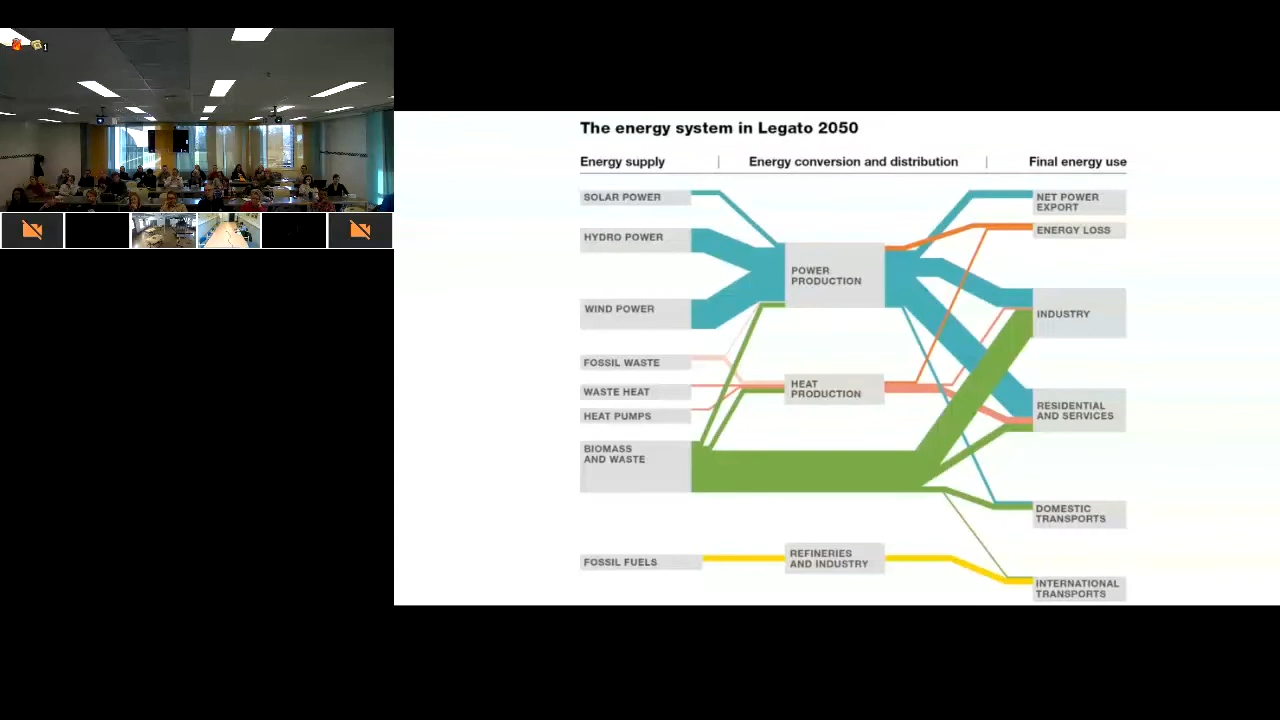 1
The energy system in Legato 2050
Energy supply | Energy conversion and distribution | Final energy use
SOLAR POWER
HYDRO POWER
WIND POWER
FOSSIL WASTE
WASTE HEAT
HEAT PUMPS
BIOMASS
AND WASTE
FOSSIL FUELS
POWER
PRODUCTION
HEAT
PRODUCTION
REFINERIES
AND INDUSTRY
NET POWER
EXPORT
ENERGY LOSS
INDUSTRY
RESIDENTIAL
AND SERVICES
DOMESTIC
TRANSPORTS
INTERNATIONAL
TRANSPORTS